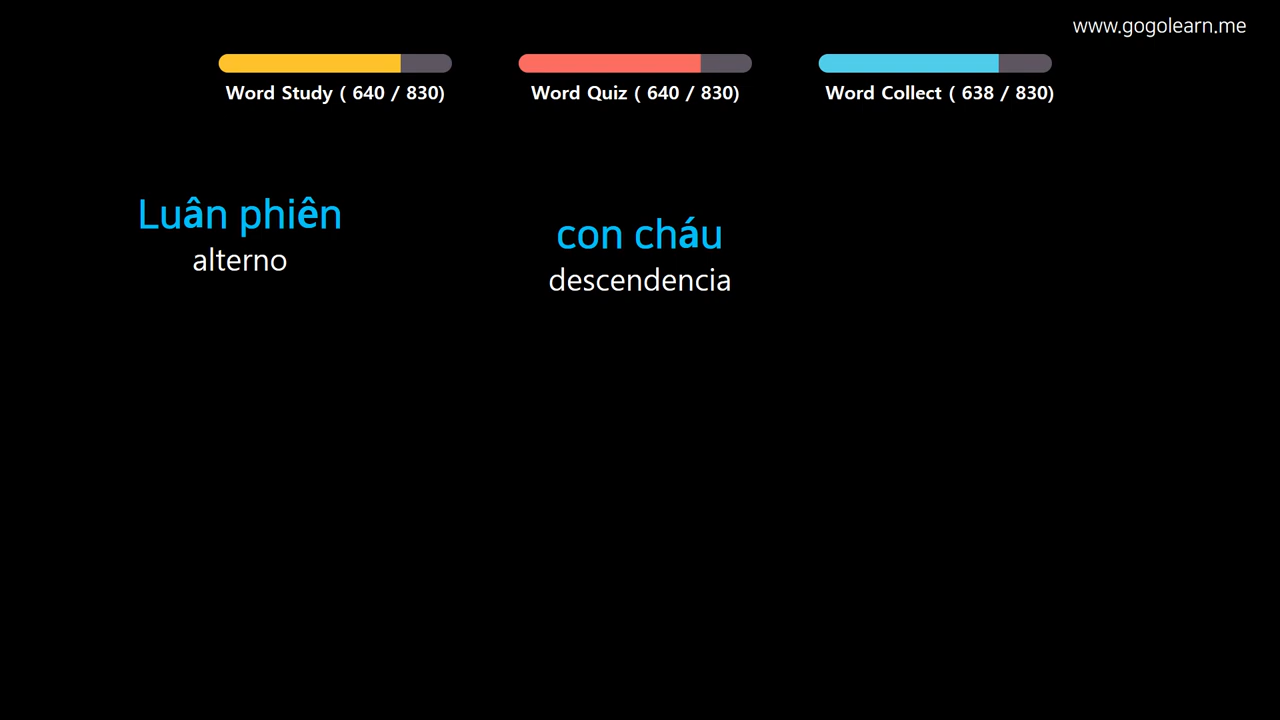 www.gogolearn.me
Word Study ( 640 / 830)
Word Quiz ( 640 / 830)
Word Collect ( 638 / 830)
Luân phiên
alterno
con cháu
descendencia